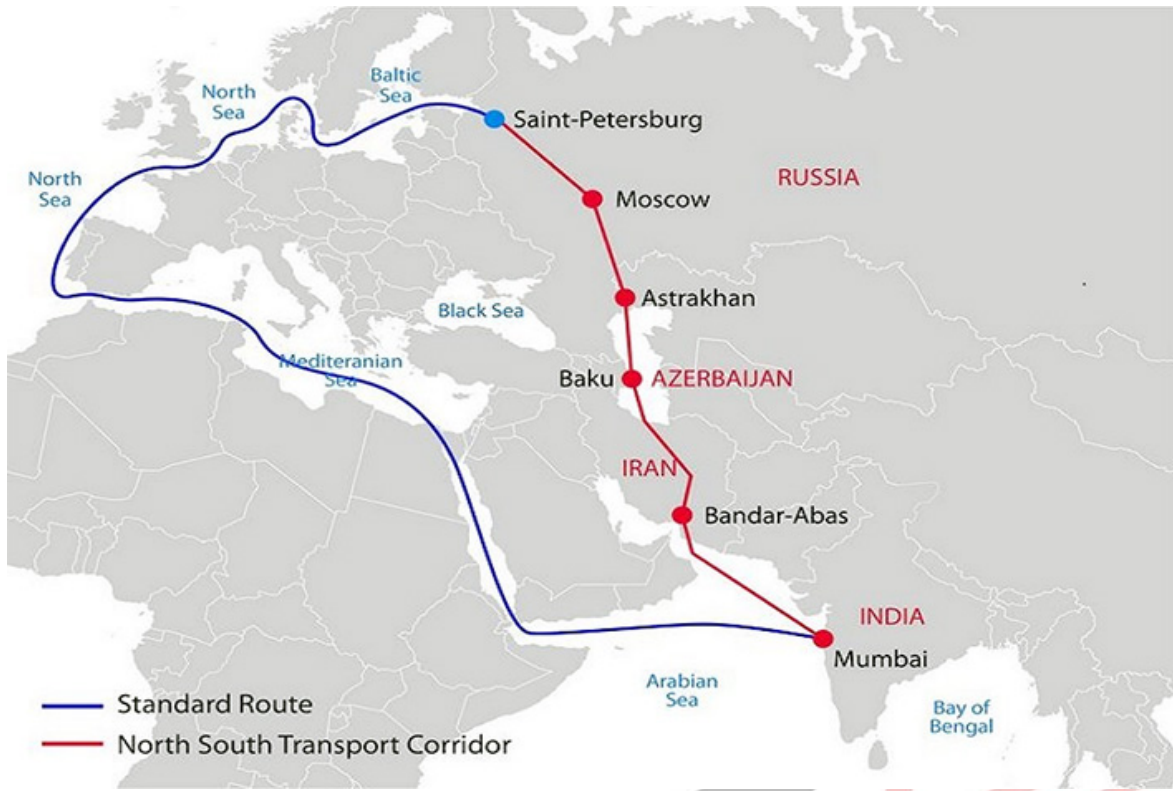 Baltic
Sea
North
Sea
Saint-Petersburg
North
Sea
RUSSIA
Moscow
Astrakhan
Black Sea
Mediteranian
Sea
Baku
AZERBAIJAN
IRAN
Bandar-Abas
INDIA
Mumbai
Arabian
Sea
Bay of
Bengal
Standard Route
North South Transport Corridor